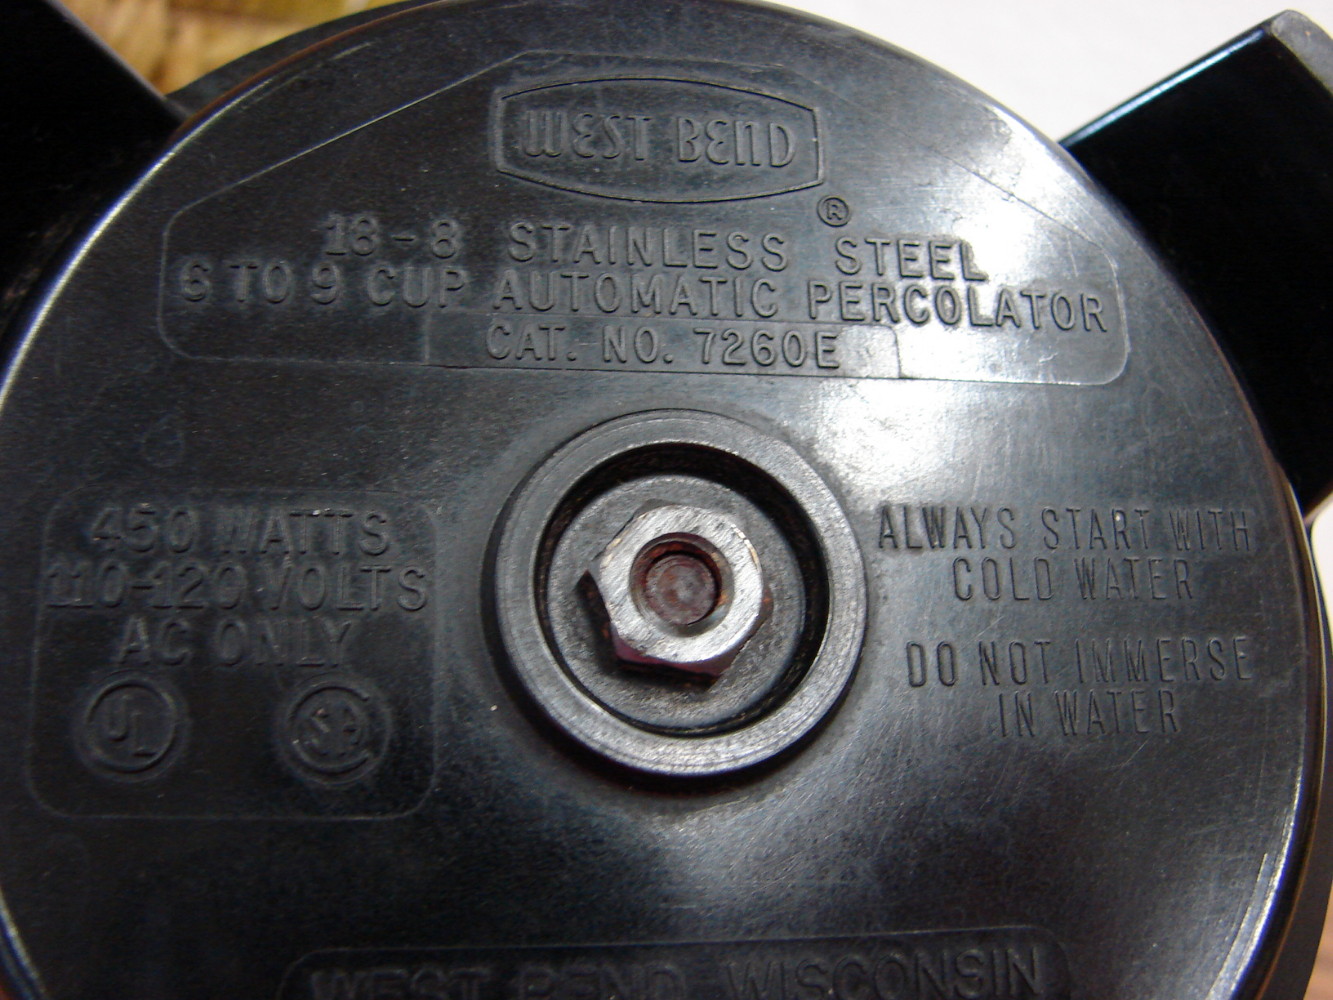 WEST BEND
®
18-8 STAINLESS STEEL
6 TO 9 CUP AUTOMATIC PERCOLATOR
CAT. NO. 7260E
450 WATTS
110-120 VOLTS
AC ONLY
UL SA
ALWAYS START WITH
COLD WATER
DO NOT IMMERSE
IN WATER
WEST BEND, WISCONSIN